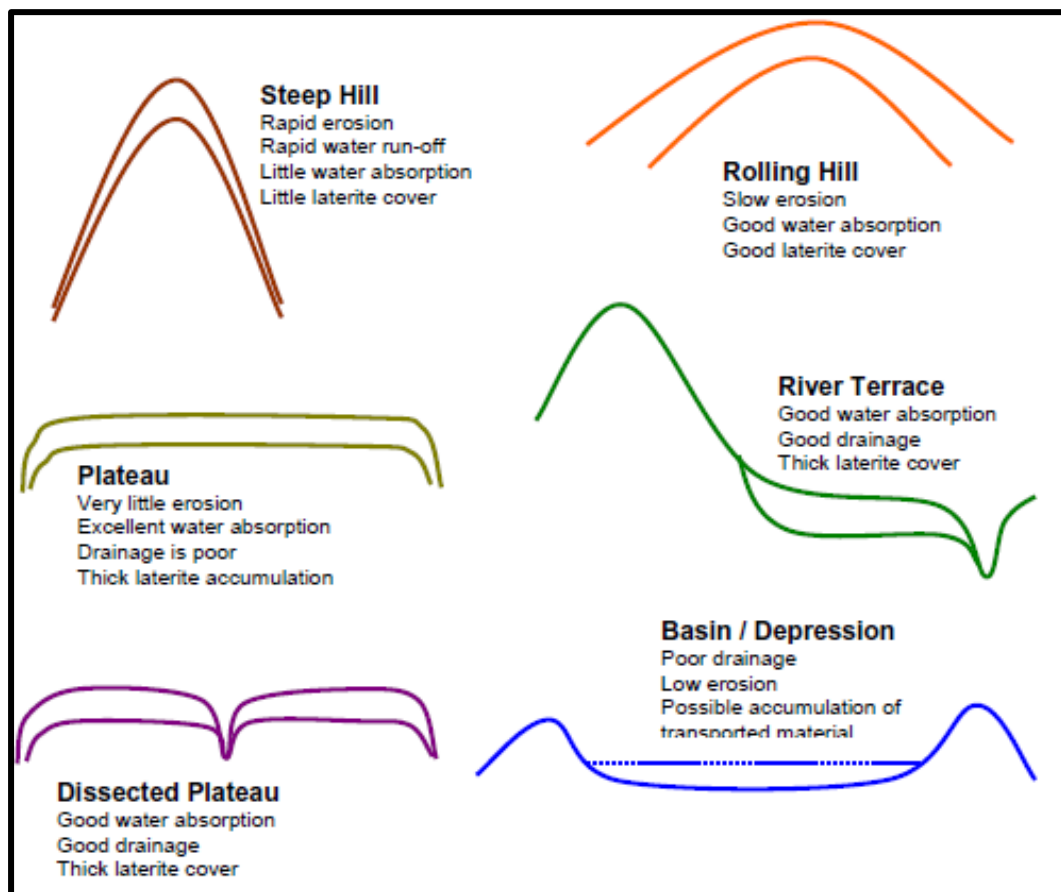 Steep Hill
Rapid erosion
Rapid water run-off
Little water absorption
Little laterite cover
Rolling Hill
Slow erosion
Good water absorption
Good laterite cover
Plateau
Very little erosion
Excellent water absorption
Drainage is poor
Thick laterite accumulation
River Terrace
Good water absorption
Good drainage
Thick laterite cover
Dissected Plateau
Good water absorption
Good drainage
Thick laterite cover
Basin / Depression
Poor drainage
Low erosion
Possible accumulation of
transported material